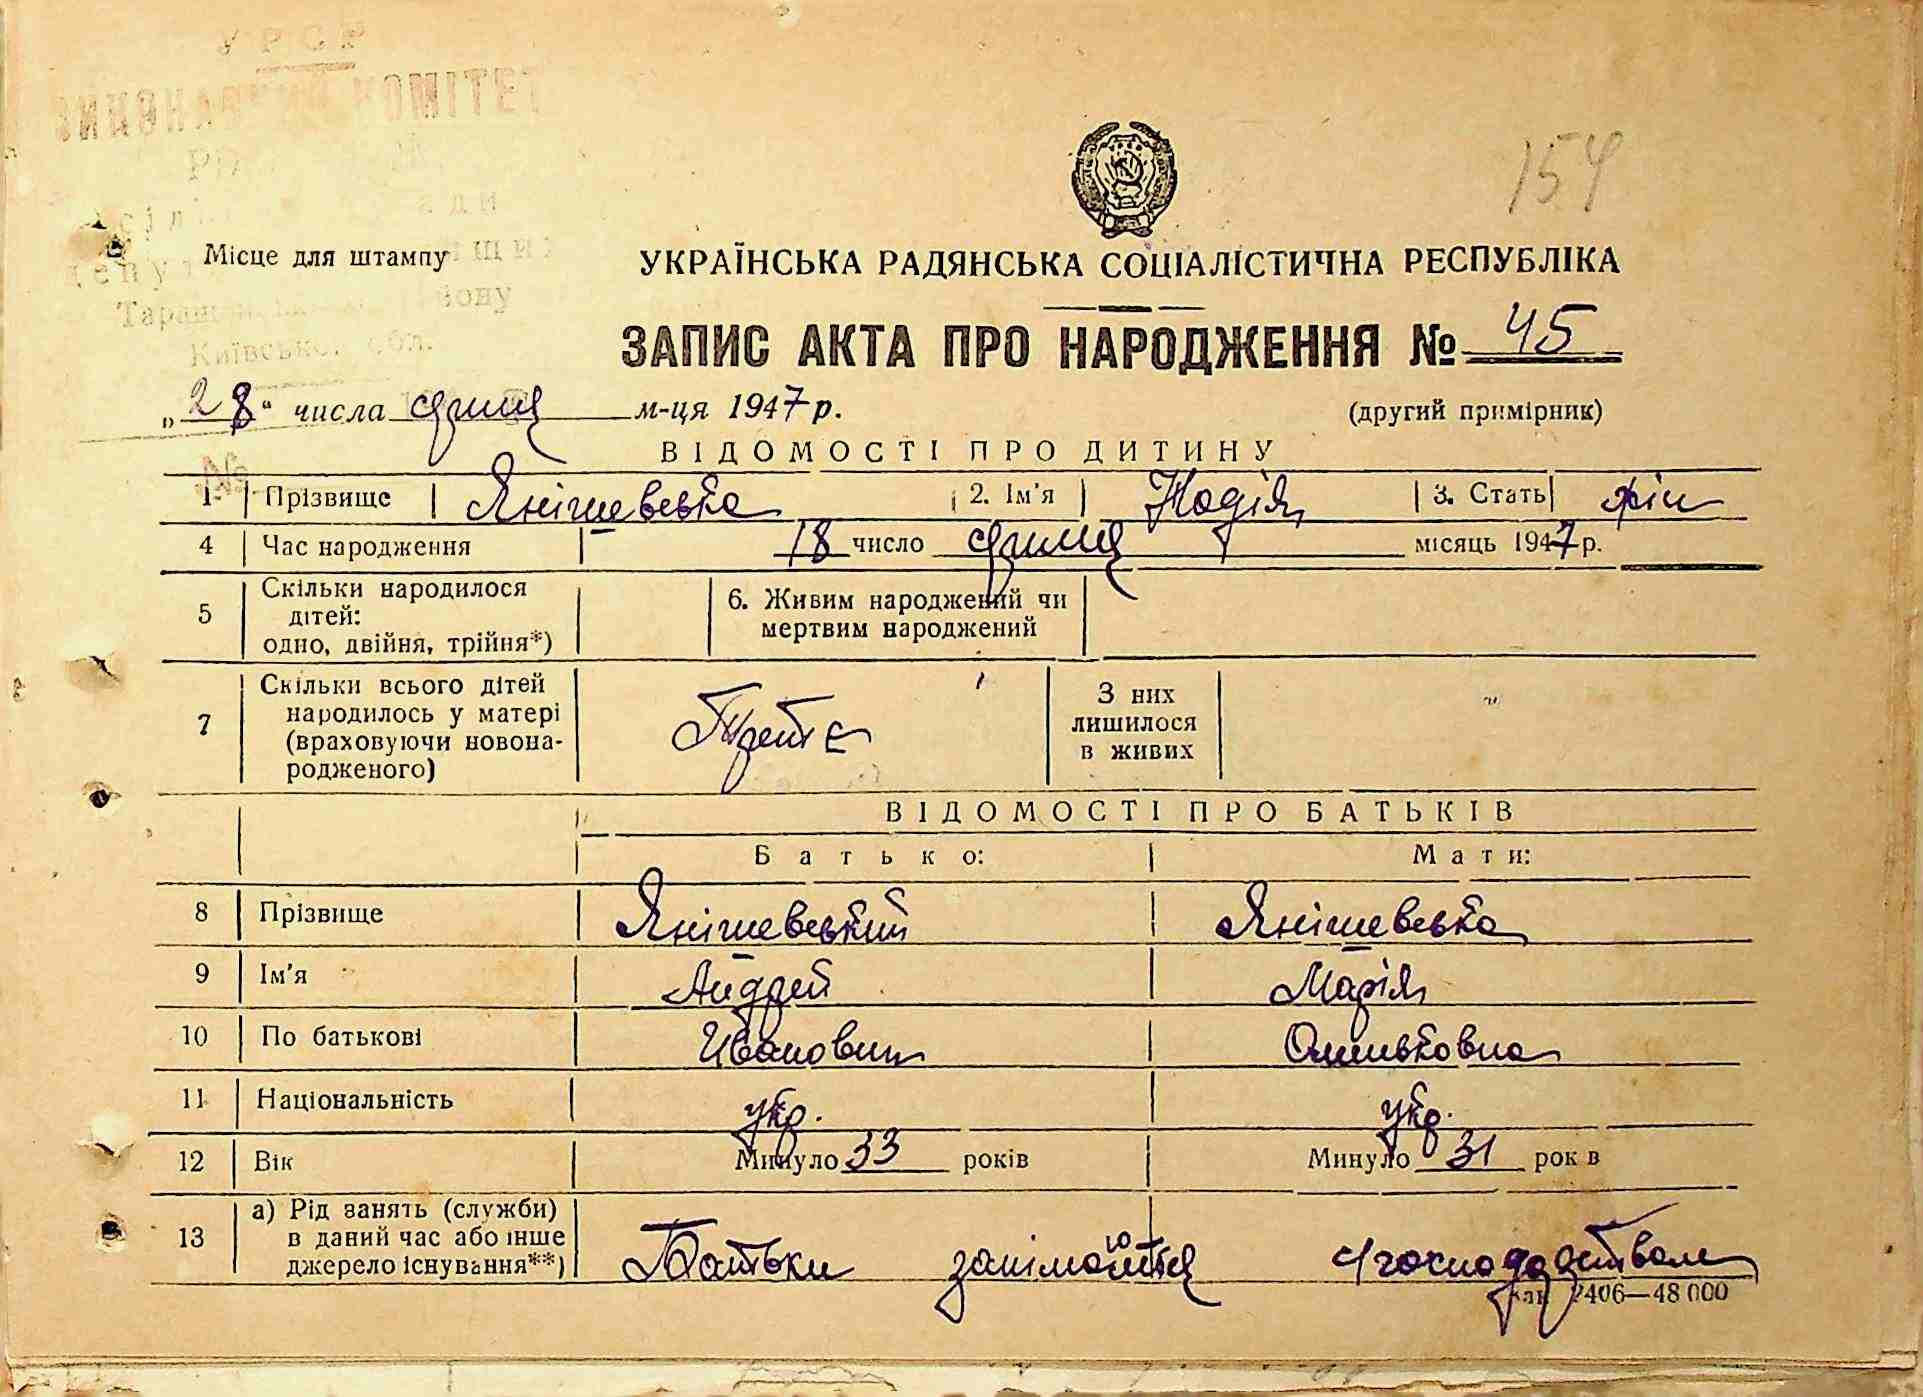 УРСР
ВИКОНАВЧИЙ КОМІТЕТ
154
Місце для штампу
УКРАЇНСЬКА РАДЯНСЬКА СОЦІАЛІСТИЧНА РЕСПУБЛІКА
Київської обл.
ЗАПИС АКТА ПРО НАРОДЖЕННЯ № 45
„28“ числа м-ця 1947 р.
(другий примірник)
ВІДОМОСТІ ПРО ДИТИНУ
№
1 Прізвище Янішевська 2. Ім'я Надія 3. Стать жін
4 Час народження 18 число місяць 1947 р.
5 Скільки народилося дітей: одно, двійня, трійня*) 6. Живим народжений чи мертвим народжений
7 Скільки всього дітей народилось у матері (враховуючи новонародженого) Третє З них лишилося в живих „
ВІДОМОСТІ ПРО БАТЬКІВ
Батько: Мати:
8 Прізвище Янішевський Янішевська
9 Ім'я Андрей Марія
10 По батькові Иванович
11 Національність укр. укр.
12 Вік Минуло 33 років Минуло 31 рок в
13 а) Рід занять (служби) в даний час або інше джерело існування**) Батьки
Зак. 2406—48 000